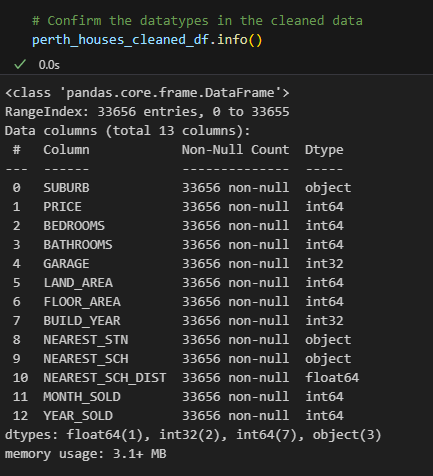 # Confirm the datatypes in the cleaned data
perth_houses_cleaned_df.info()
0.0s
<class 'pandas.core.frame.DataFrame'>
RangeIndex: 33656 entries, 0 to 33655
Data columns (total 13 columns):
 #   Column            Non-Null Count  Dtype
---  ------            --------------  -----
 0   SUBURB            33656 non-null  object
 1   PRICE             33656 non-null  int64
 2   BEDROOMS          33656 non-null  int64
 3   BATHROOMS         33656 non-null  int64
 4   GARAGE            33656 non-null  int32
 5   LAND_AREA         33656 non-null  int64
 6   FLOOR_AREA        33656 non-null  int64
 7   BUILD_YEAR        33656 non-null  int32
 8   NEAREST_STN       33656 non-null  object
 9   NEAREST_SCH       33656 non-null  object
 10  NEAREST_SCH_DIST  33656 non-null  float64
 11  MONTH_SOLD        33656 non-null  int64
 12  YEAR_SOLD         33656 non-null  int64
dtypes: float64(1), int32(2), int64(7), object(3)
memory usage: 3.1+ MB